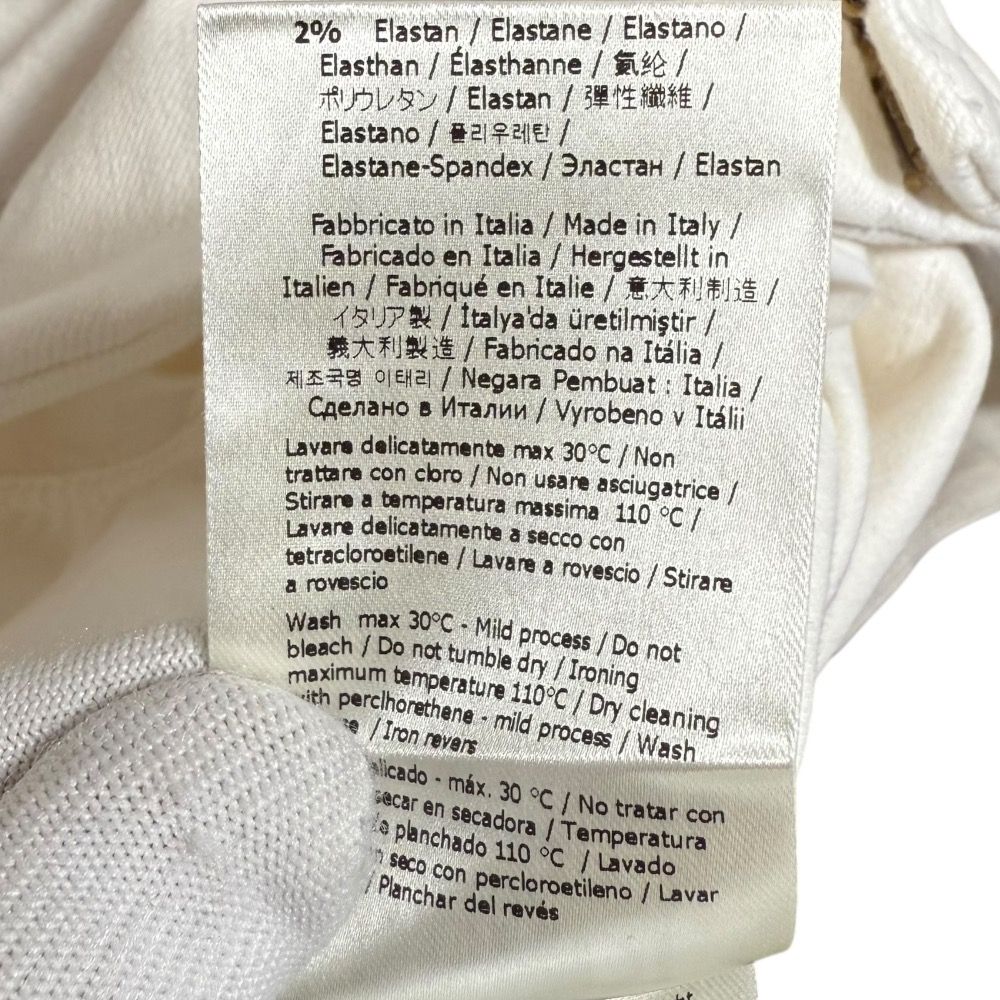 2% Elastan / Elastane / Elastano /
Elasthan / Élasthanne / 氨纶 /
ポリウレタン / Elastan / 彈性纖維 /
Elastano / 폴리우레탄 /
Elastane-Spandex / Эластан / Elastan
Fabbricato in Italia / Made in Italy /
Fabricado en Italia / Hergestellt in
Italien / Fabriqué en Italie / 意大利制造 /
イタリア製 / İtalya'da üretilmiştir /
義大利製造 / Fabricado na Itália /
제조국명 이태리 / Negara Pembuat : Italia /
Сделано в Италии / Vyrobeno v Itálii
Lavare delicatamente max 30°C / Non
trattare con cloro / Non usare asciugatrice /
Stirare a temperatura massima 110 °C /
Lavare delicatamente a secco con
tetracloroetilene / Lavare a rovescio / Stirare
a rovescio
Wash max 30°C - Mild process / Do not
bleach / Do not tumble dry / Ironing
maximum temperature 110°C / Dry cleaning
with perclhorethene - mild process / Wash
/ Iron revers
licado - máx. 30 °C / No tratar con
secar en secadora / Temperatura
planchado 110 °C / Lavado
seco con percloroetileno / Lavar
/ Planchar del revés